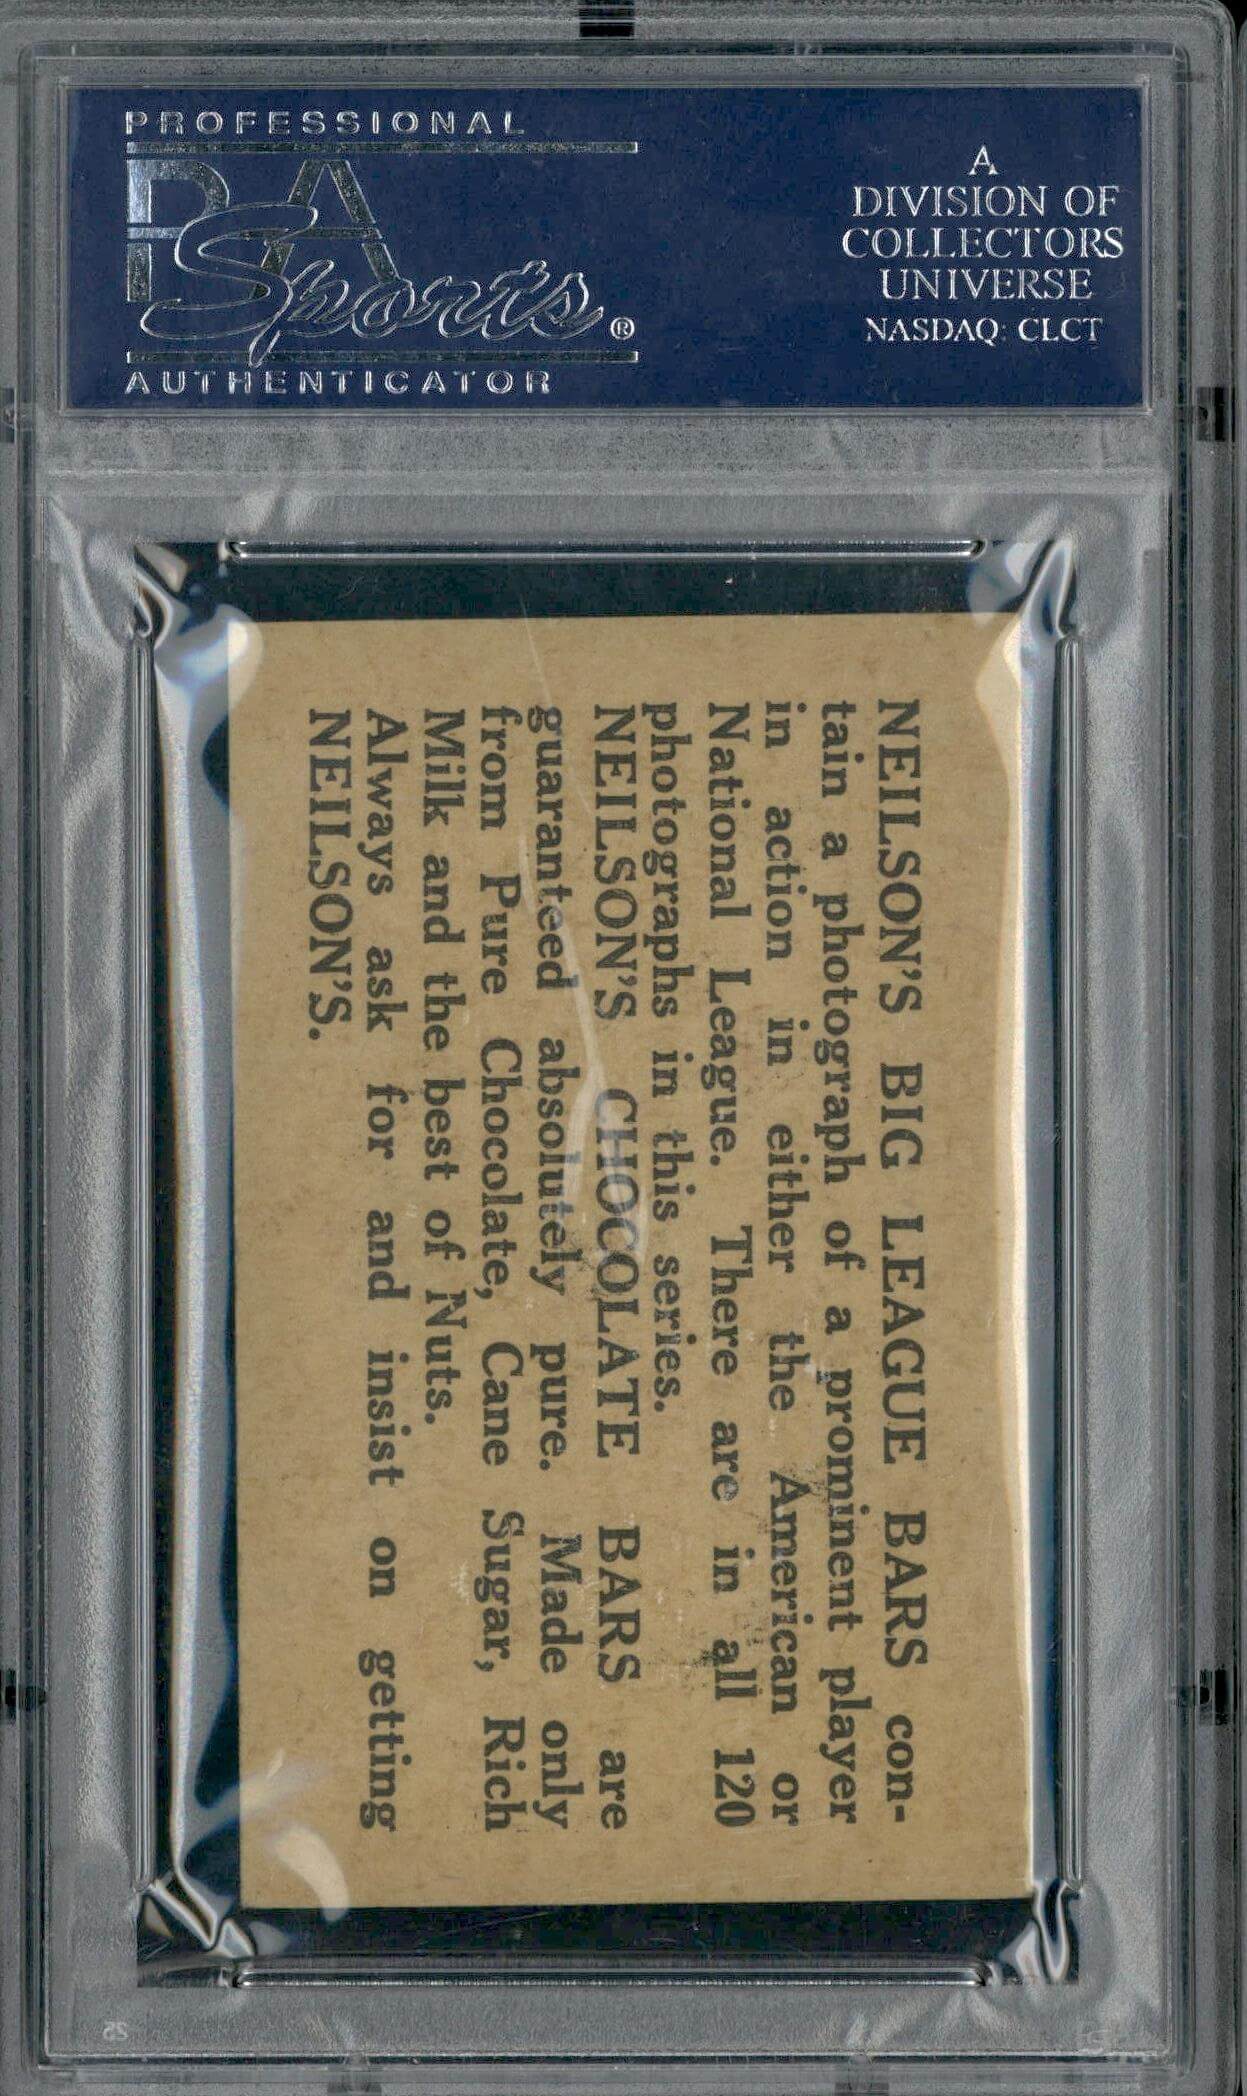 PROFESSIONAL
PSA
Sports®
AUTHENTICATOR
A
DIVISION OF
COLLECTORS
UNIVERSE
NASDAQ: CLCT
NEILSON'S BIG LEAGUE BARS con-
tain a photograph of a prominent player
in action in either the American or
National League. There are in all 120
photographs in this series.
NEILSON'S CHOCOLATE BARS are
guaranteed absolutely pure. Made only
from Pure Chocolate, Cane Sugar, Rich
Milk and the best of Nuts.
Always ask for and insist on getting
NEILSON'S.